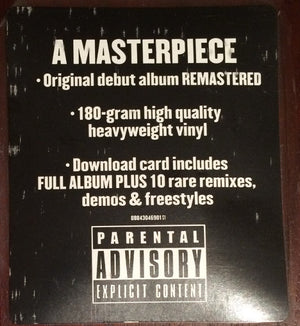 A MASTERPIECE
• Original debut album REMASTERED
• 180-gram high quality
heavyweight vinyl
• Download card includes
FULL ALBUM PLUS 10 rare remixes,
demos & freestyles
PARENTAL
ADVISORY
EXPLICIT CONTENT